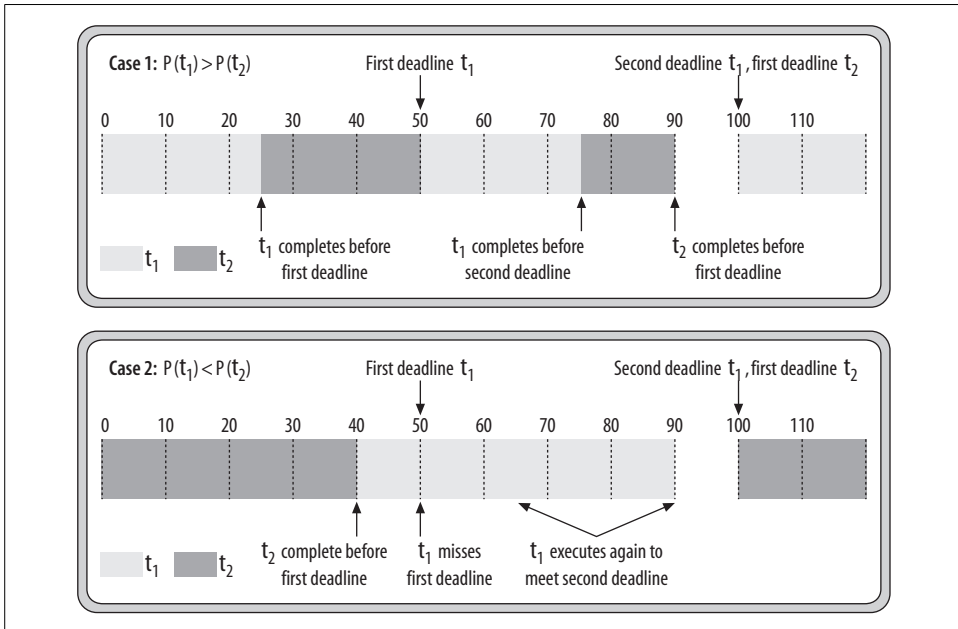 Case 1: P(t₁) > P(t₂)
First deadline t₁
Second deadline t₁, first deadline t₂
0 10 20 30 40 50 60 70 80 90 100 110
t₁ completes before
first deadline
t₁ completes before
second deadline
t₂ completes before
first deadline
t₁ t₂
Case 2: P(t₁) < P(t₂)
First deadline t₁
Second deadline t₁, first deadline t₂
0 10 20 30 40 50 60 70 80 90 100 110
t₂ complete before
first deadline
t₁ misses
first deadline
t₁ executes again to
meet second deadline
t₁ t₂